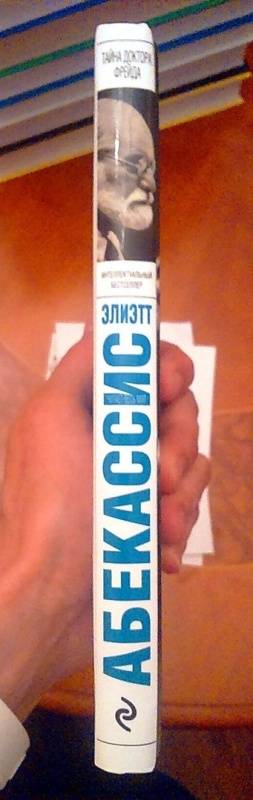 ТАЙНА ДОКТОРА
ФРЕЙДА
ИНТЕЛЛЕКТУАЛЬНЫЙ
БЕСТСЕЛЛЕР
ЭЛИЭТТ
АБЕКАССИС